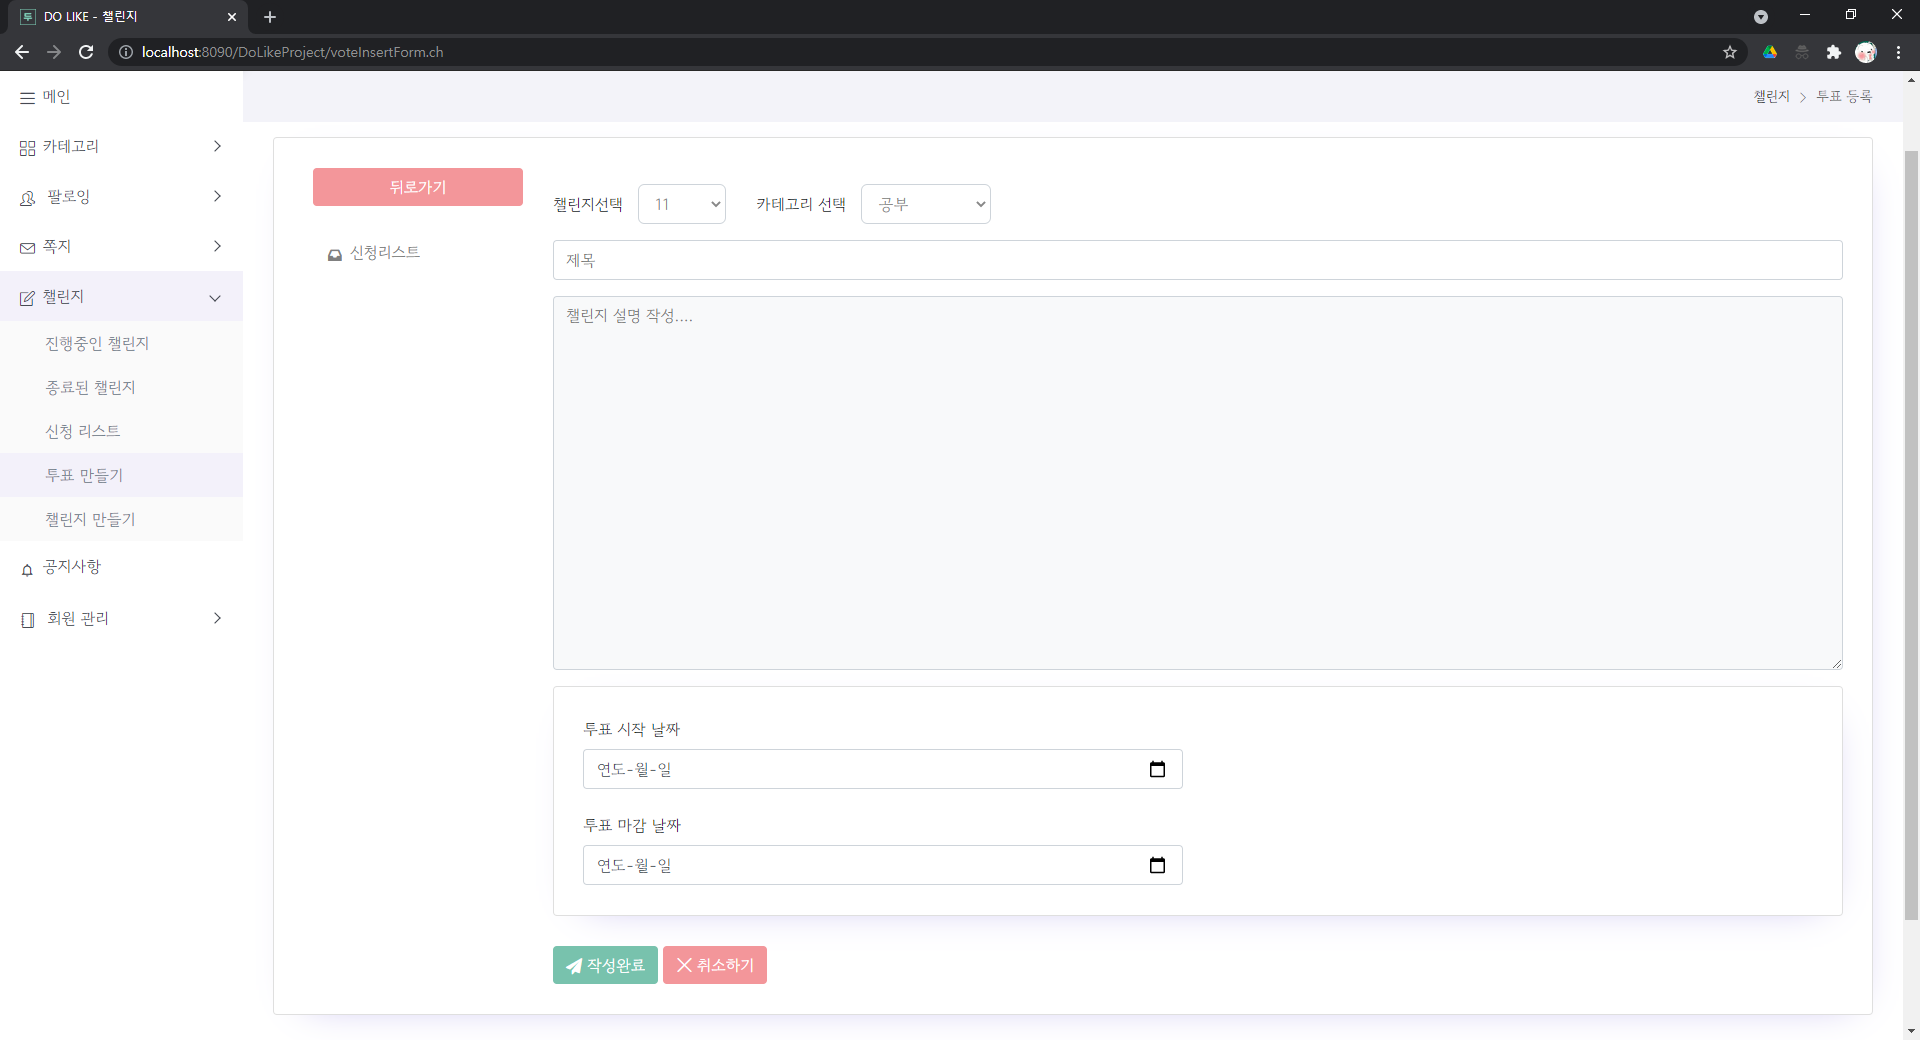 투 DO LIKE - 챌린지
localhost:8090/DoLikeProject/voteInsertForm.ch
메인
카테고리
팔로잉
쪽지
챌린지
진행중인 챌린지
종료된 챌린지
신청 리스트
투표 만들기
챌린지 만들기
공지사항
회원 관리
챌린지 > 투표 등록
뒤로가기
신청리스트
챌린지선택 11 카테고리 선택 공부
제목
챌린지 설명 작성....
투표 시작 날짜
연도-월-일
투표 마감 날짜
연도-월-일
작성완료 취소하기